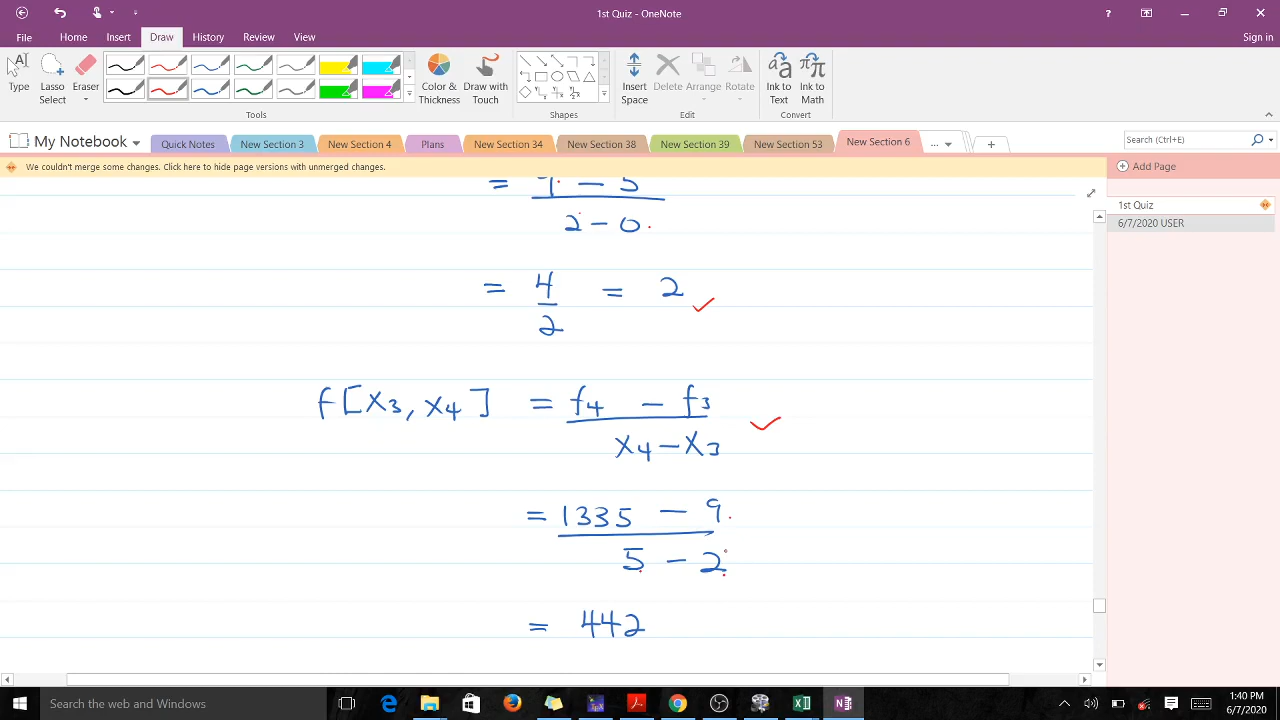 1st Quiz - OneNote
File Home Insert Draw History Review View
Sign in
Type Lasso Select Eraser Color & Thickness Draw with Touch Insert Space Delete Arrange Rotate Ink to Text Ink to Math
Tools Shapes Edit Convert
My Notebook Quick Notes New Section 3 New Section 4 Plans New Section 34 New Section 38 New Section 39 New Section 53 New Section 6 ... Search (Ctrl+E)
We couldn't merge some changes. Click here to hide page versions with unmerged changes.
Add Page
1st Quiz
6/7/2020 USER
= 9 - 5
2 - 0
= 4 = 2
2
f[x3, x4] = f4 - f3
x4 - x3
= 1335 - 9
5 - 2
= 442
Search the web and Windows
1:40 PM
6/7/2020